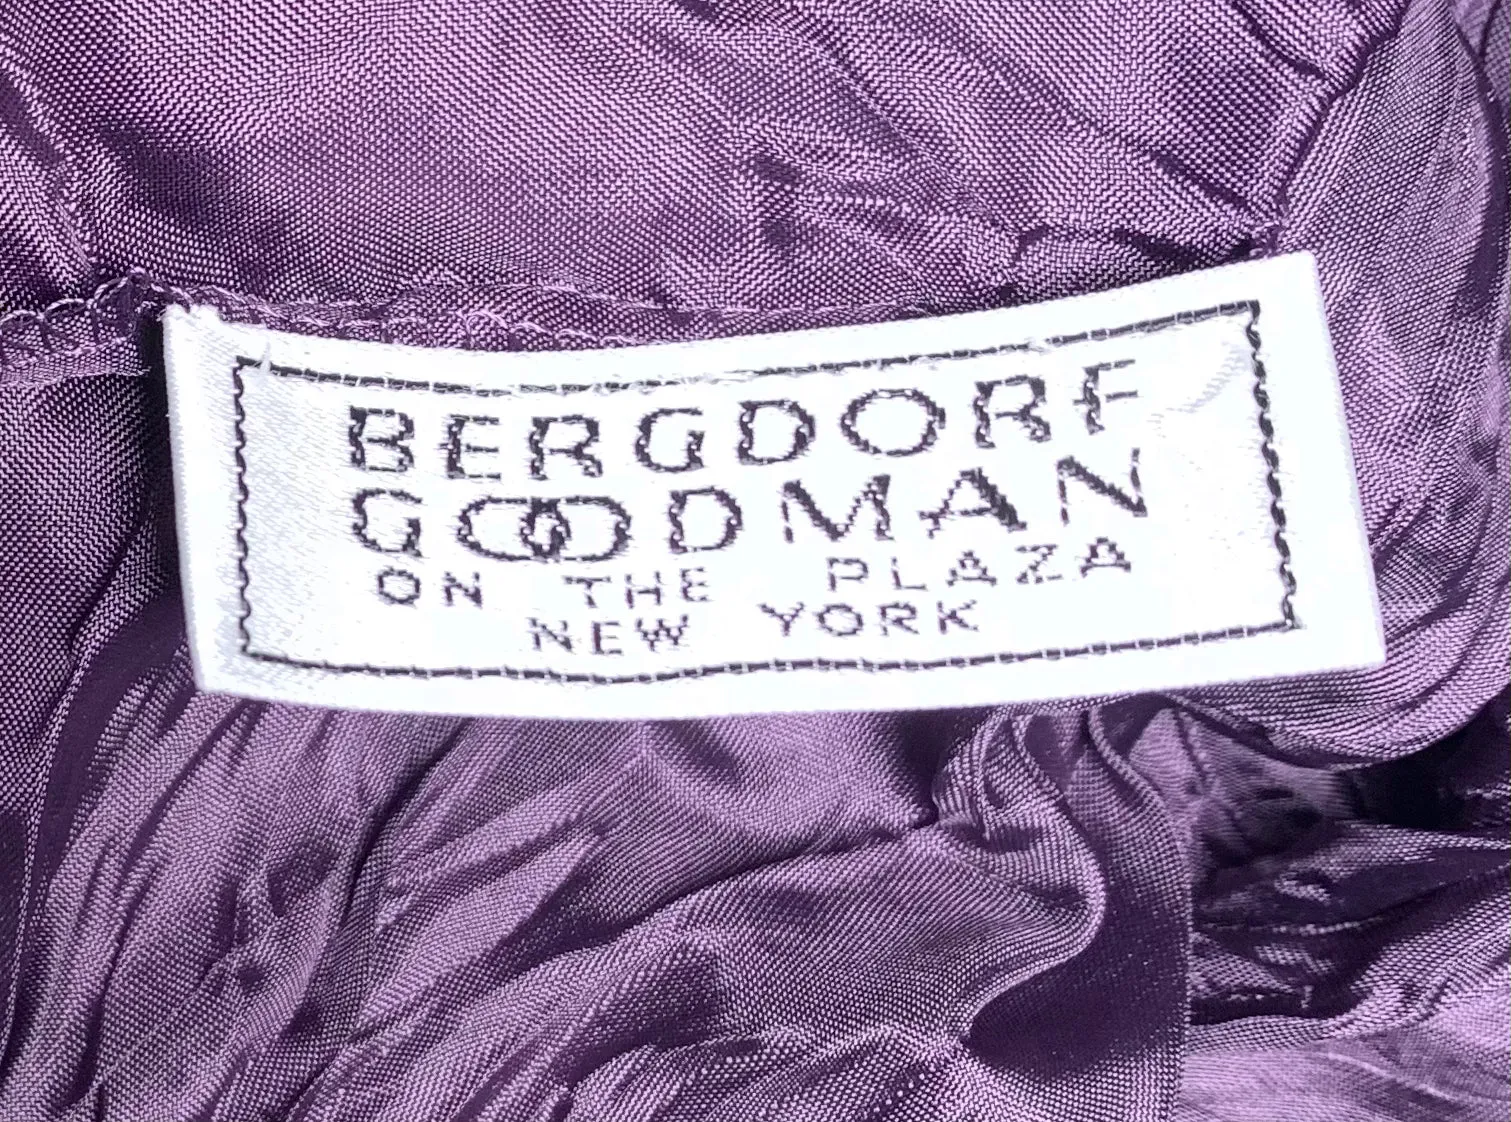 BERGDORF
GOODMAN
ON THE PLAZA
NEW YORK